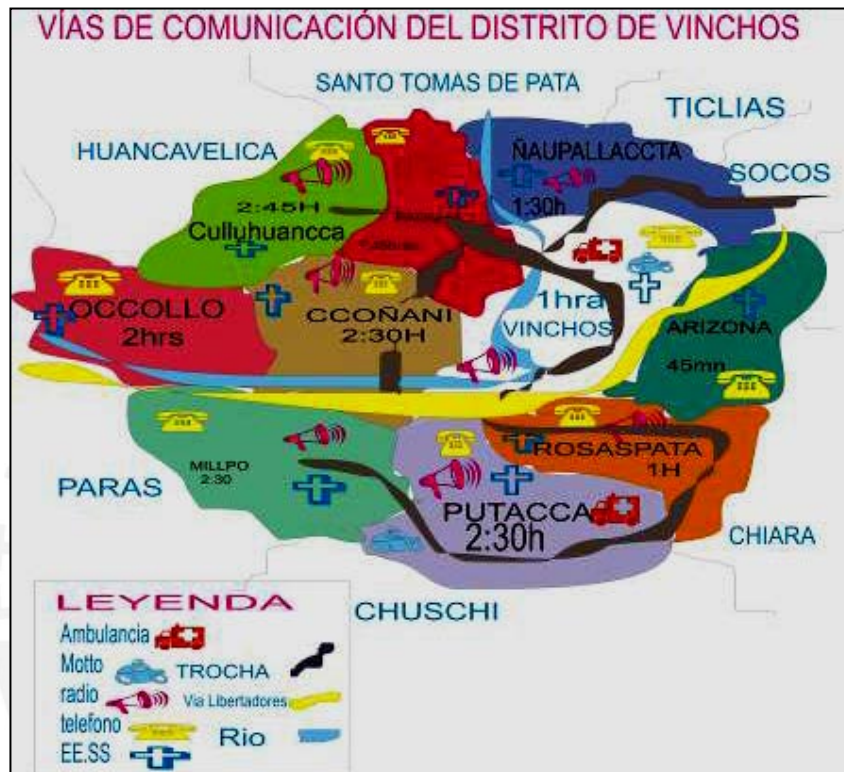 VÍAS DE COMUNICACIÓN DEL DISTRITO DE VINCHOS
SANTO TOMAS DE PATA
TICLIAS
HUANCAVELICA
ÑAUPALLACCTA
SOCOS
1:30h
2:45H
Culluhuancca
OCCOLLO
2hrs
CCOÑANI
2:30H
1hra
VINCHOS
ARIZONA
45mn
ROSASPATA
1H
MILLPO
2:30
PARAS
PUTACCA
2:30h
CHIARA
CHUSCHI
LEYENDA
Ambulancia
Motto
TROCHA
radio
Via Libertadores
telefono
Rio
EE.SS